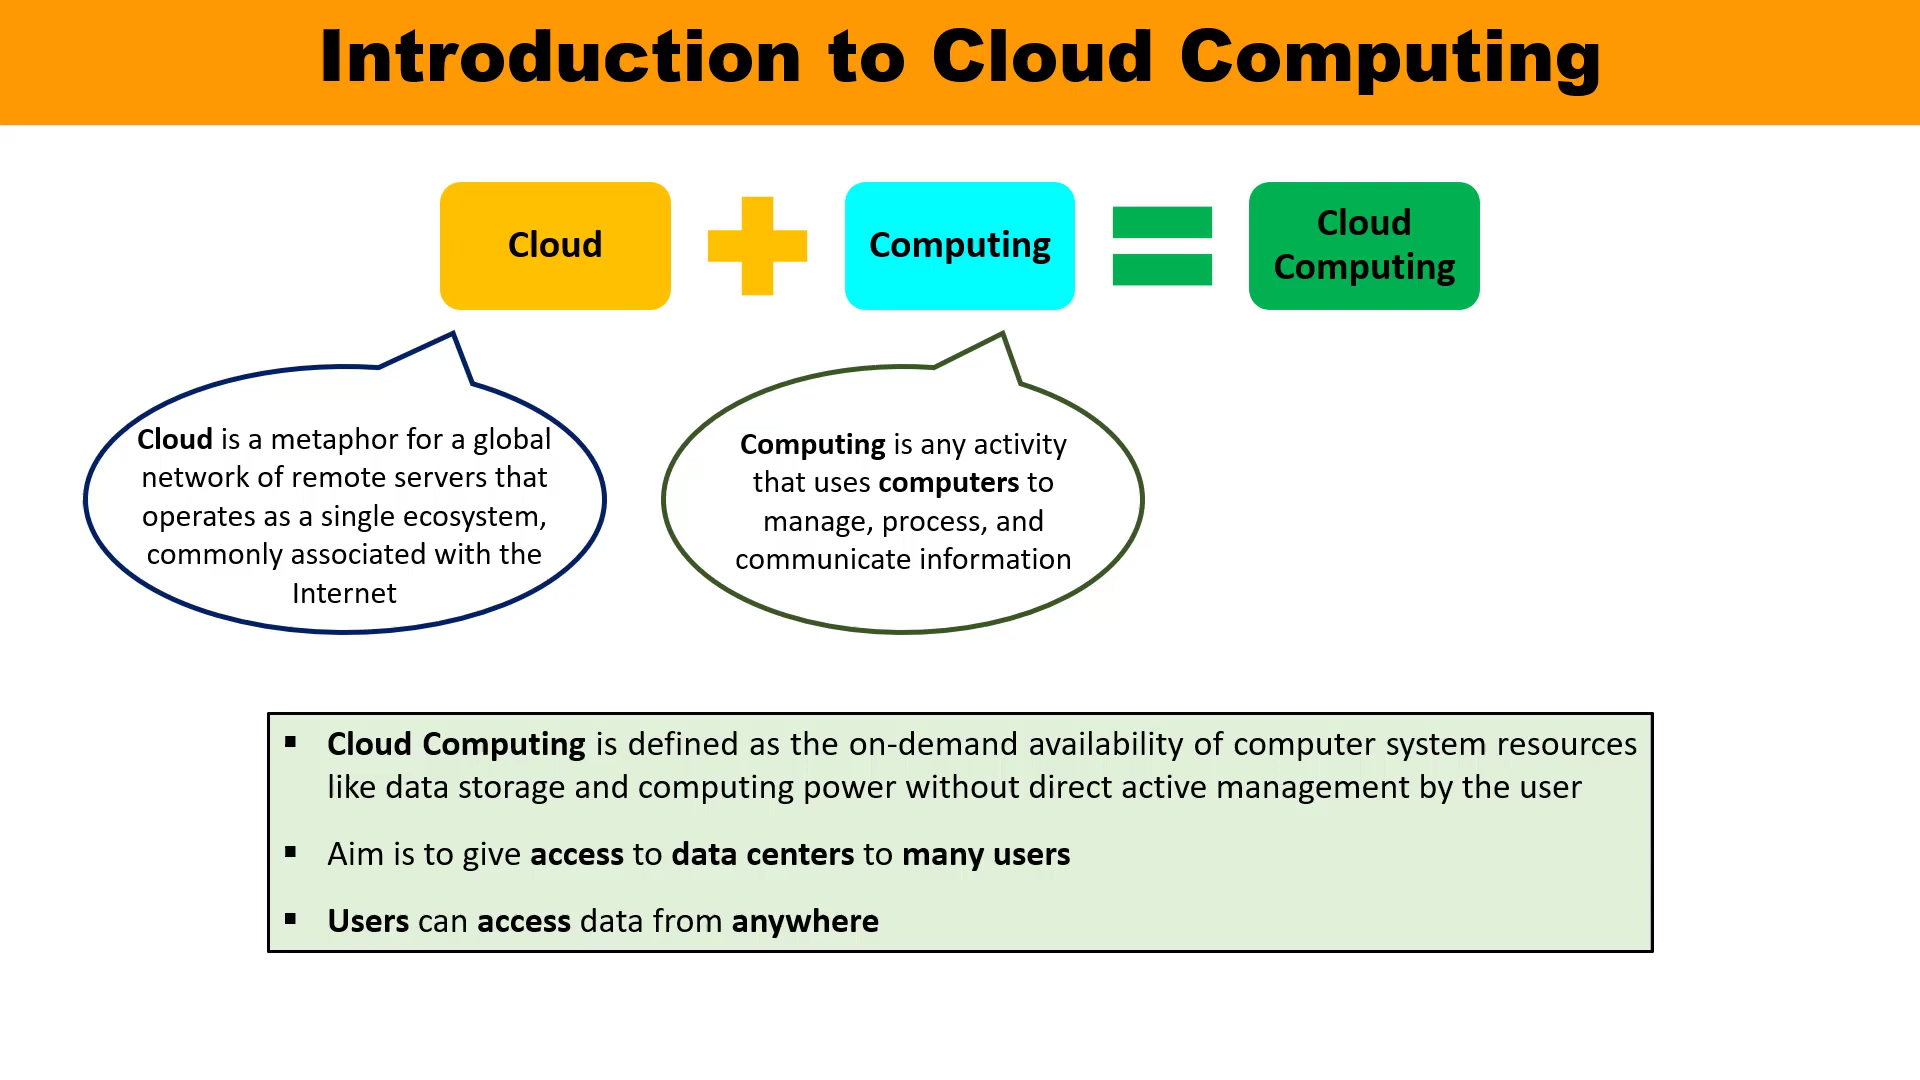 Introduction to Cloud Computing
Cloud
Computing
Cloud
Computing
Cloud is a metaphor for a global
network of remote servers that
operates as a single ecosystem,
commonly associated with the
Internet
Computing is any activity
that uses computers to
manage, process, and
communicate information
▪ Cloud Computing is defined as the on-demand availability of computer system resources
like data storage and computing power without direct active management by the user
▪ Aim is to give access to data centers to many users
▪ Users can access data from anywhere